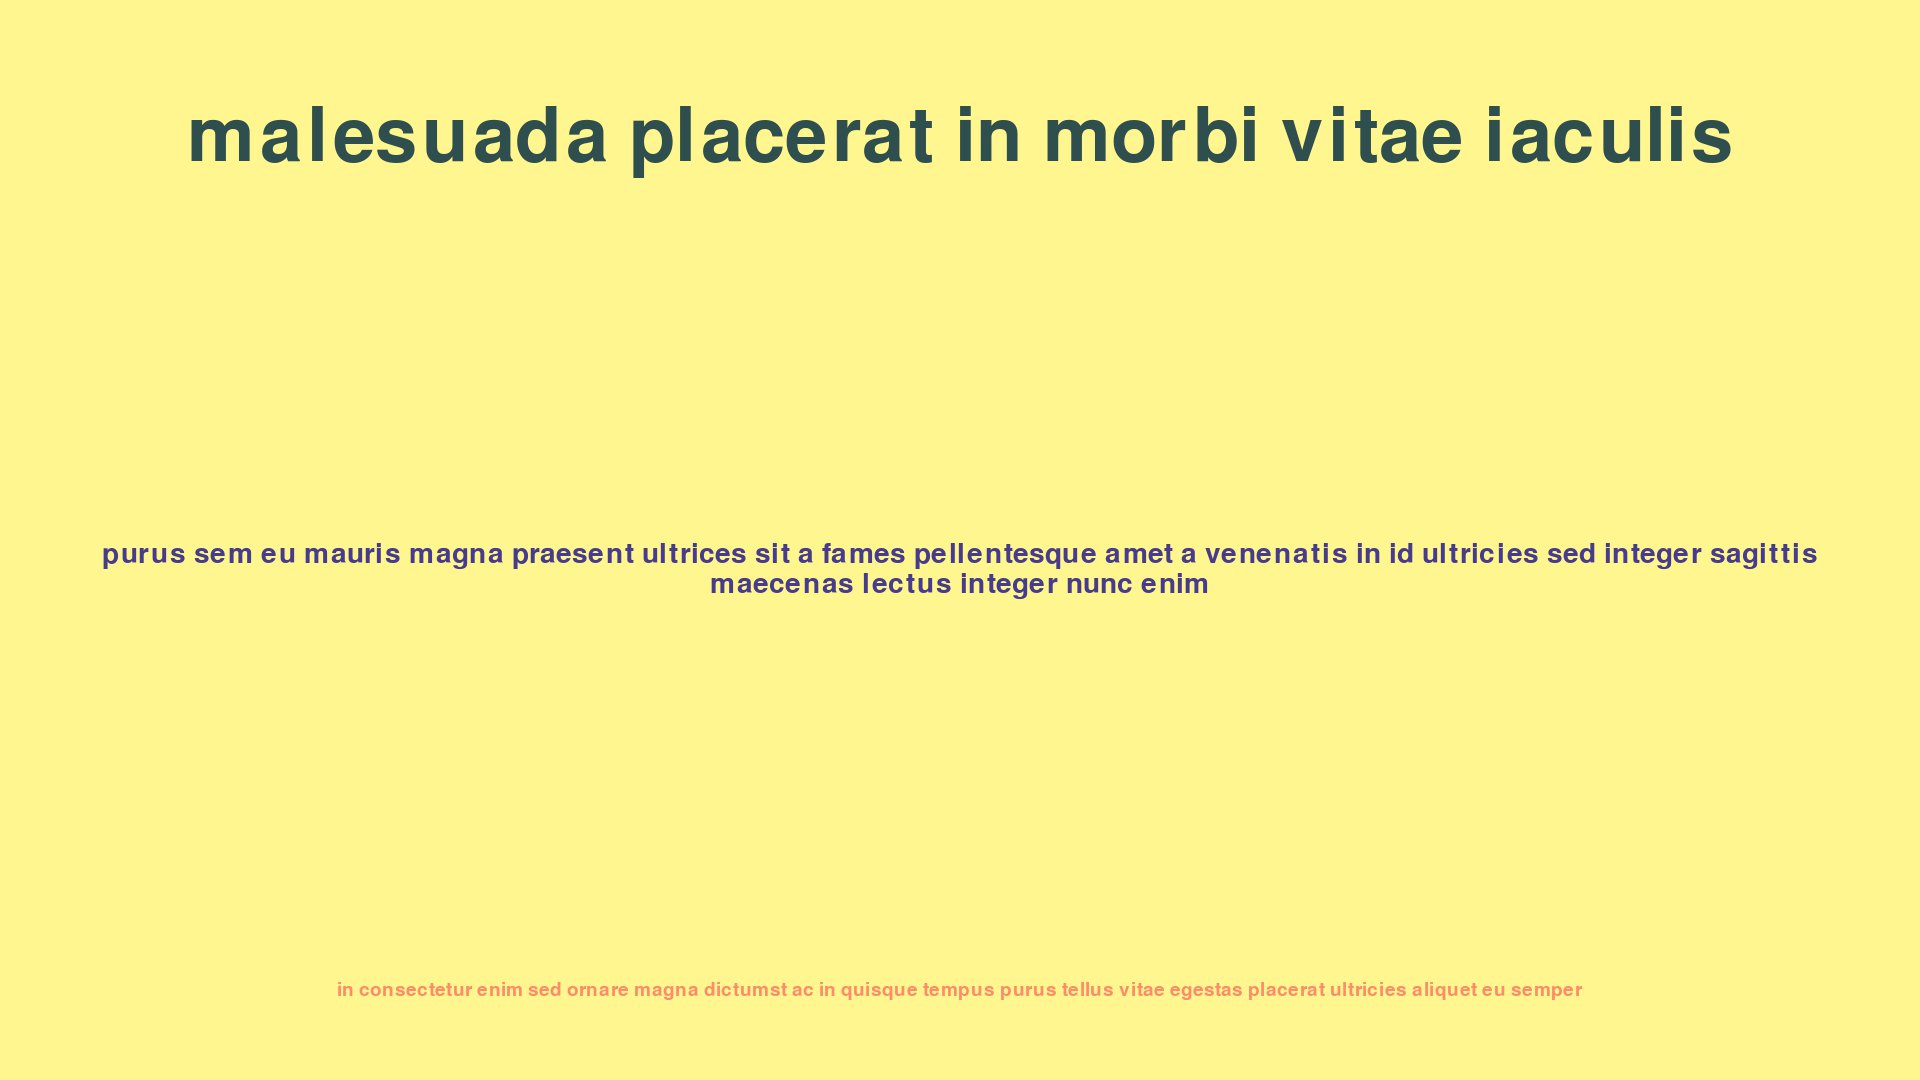 malesuada placerat in morbi vitae iaculis
purus sem eu mauris magna praesent ultrices sit a fames pellentesque amet a venenatis in id ultricies sed integer sagittis
maecenas lectus integer nunc enim
in consectetur enim sed ornare magna dictumst ac in quisque tempus purus tellus vitae egestas placerat ultricies aliquet eu semper